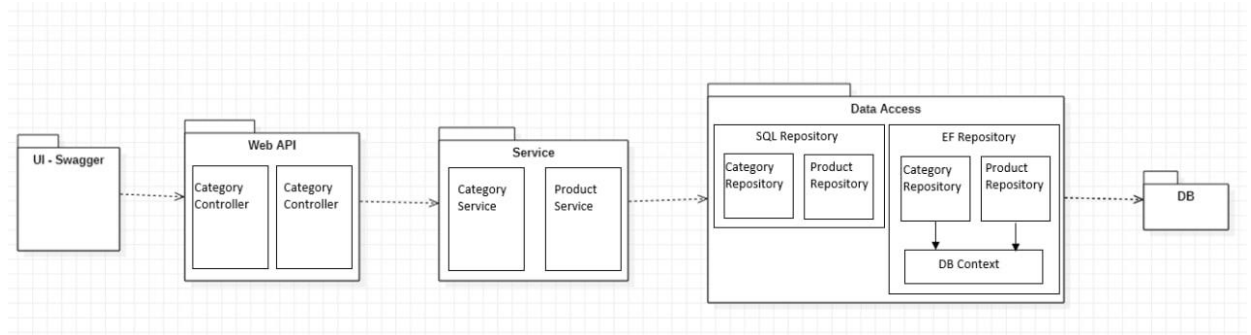 UI - Swagger
Web API
Category
Controller
Category
Controller
Service
Category
Service
Product
Service
Data Access
SQL Repository
Category
Repository
Product
Repository
EF Repository
Category
Repository
Product
Repository
DB Context
DB